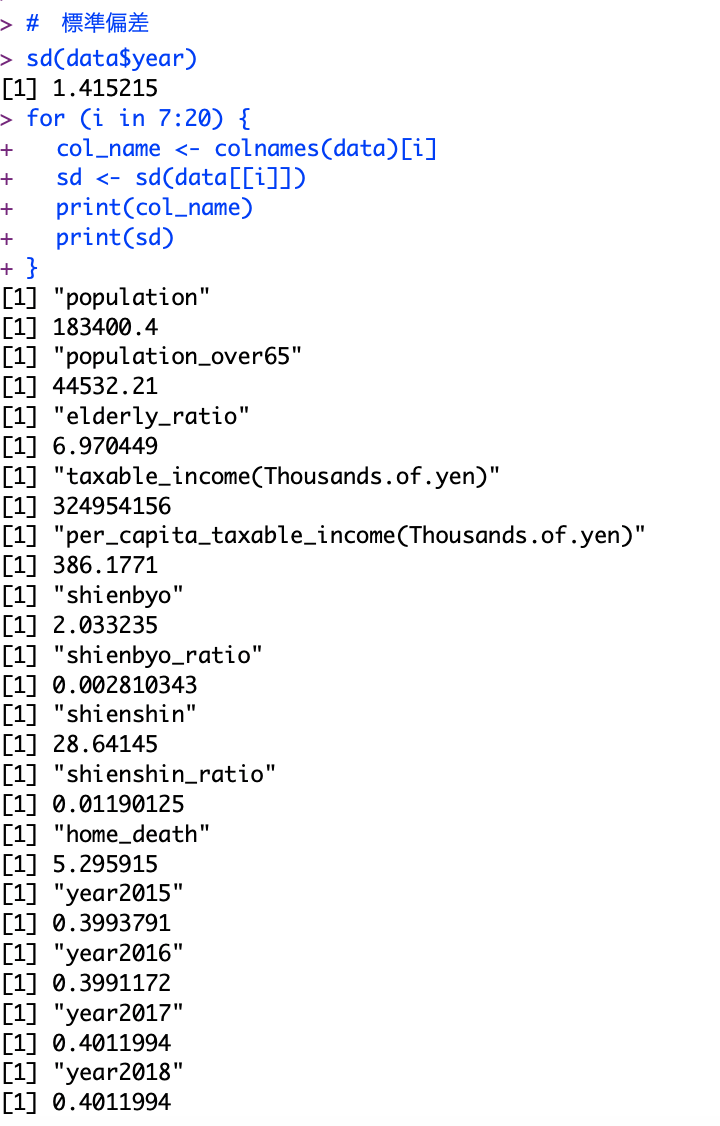 > #　標準偏差
> sd(data$year)
[1] 1.415215
> for (i in 7:20) {
+   col_name <- colnames(data)[i]
+   sd <- sd(data[[i]])
+   print(col_name)
+   print(sd)
+ }
[1] "population"
[1] 183400.4
[1] "population_over65"
[1] 44532.21
[1] "elderly_ratio"
[1] 6.970449
[1] "taxable_income(Thousands.of.yen)"
[1] 324954156
[1] "per_capita_taxable_income(Thousands.of.yen)"
[1] 386.1771
[1] "shienbyo"
[1] 2.033235
[1] "shienbyo_ratio"
[1] 0.002810343
[1] "shienshin"
[1] 28.64145
[1] "shienshin_ratio"
[1] 0.01190125
[1] "home_death"
[1] 5.295915
[1] "year2015"
[1] 0.3993791
[1] "year2016"
[1] 0.3991172
[1] "year2017"
[1] 0.4011994
[1] "year2018"
[1] 0.4011994